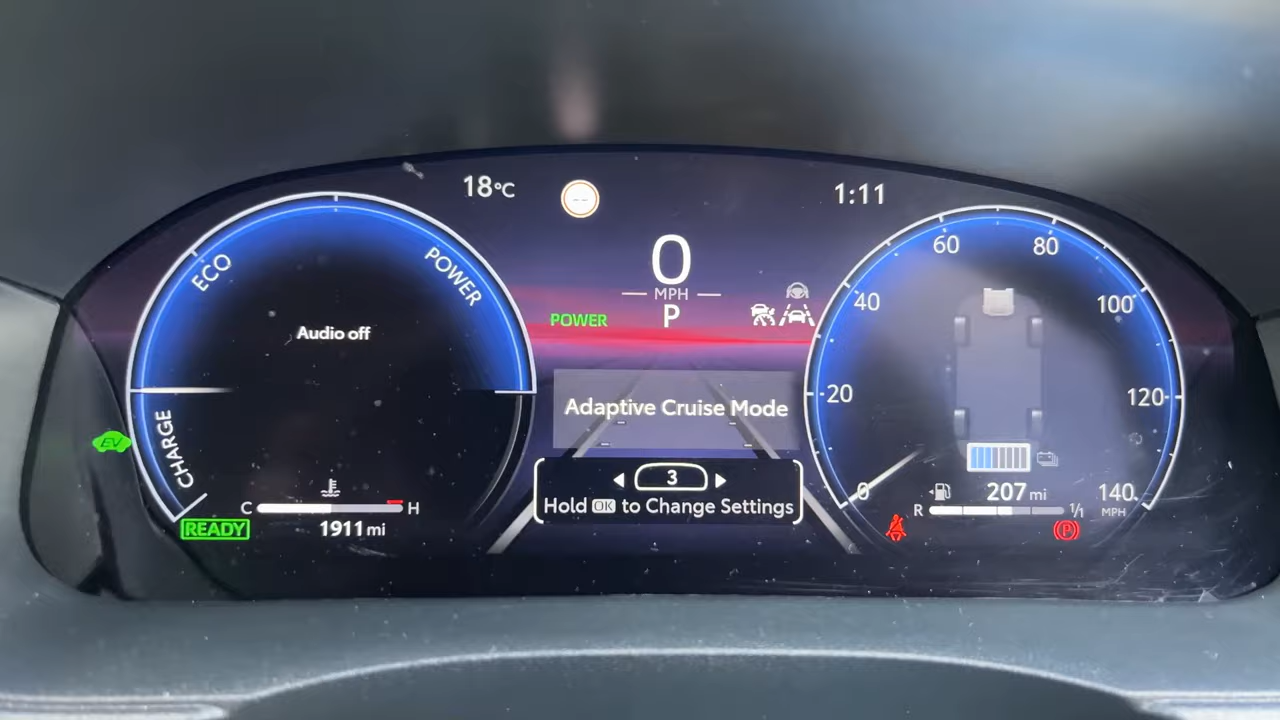 18°C
1:11
ECO
POWER
CHARGE
Audio off
0
MPH
P
POWER
Adaptive Cruise Mode
3
Hold OK to Change Settings
EV
C
H
READY
1911 mi
0
20
40
60
80
100
120
140
MPH
207 mi
R
1/1
P